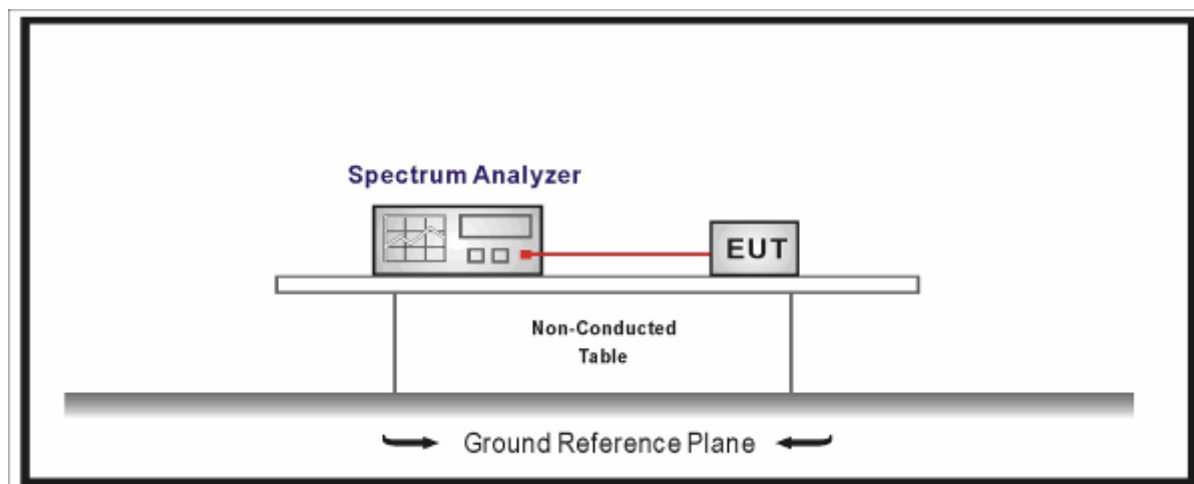 Spectrum Analyzer
EUT
Non-Conducted
Table
Ground Reference Plane